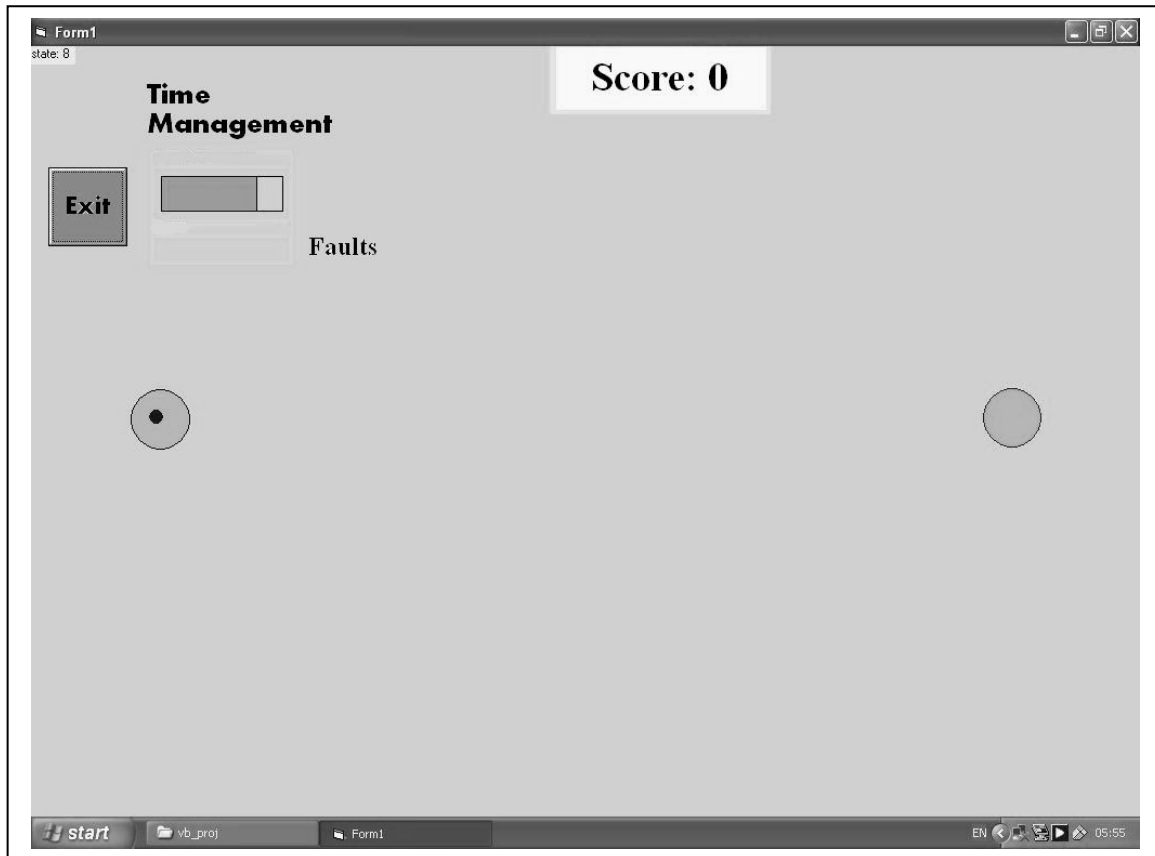 Form1
state: 8
Score: 0
Time
Management
Exit
Faults
start
vb_proj
Form1
EN
05:55